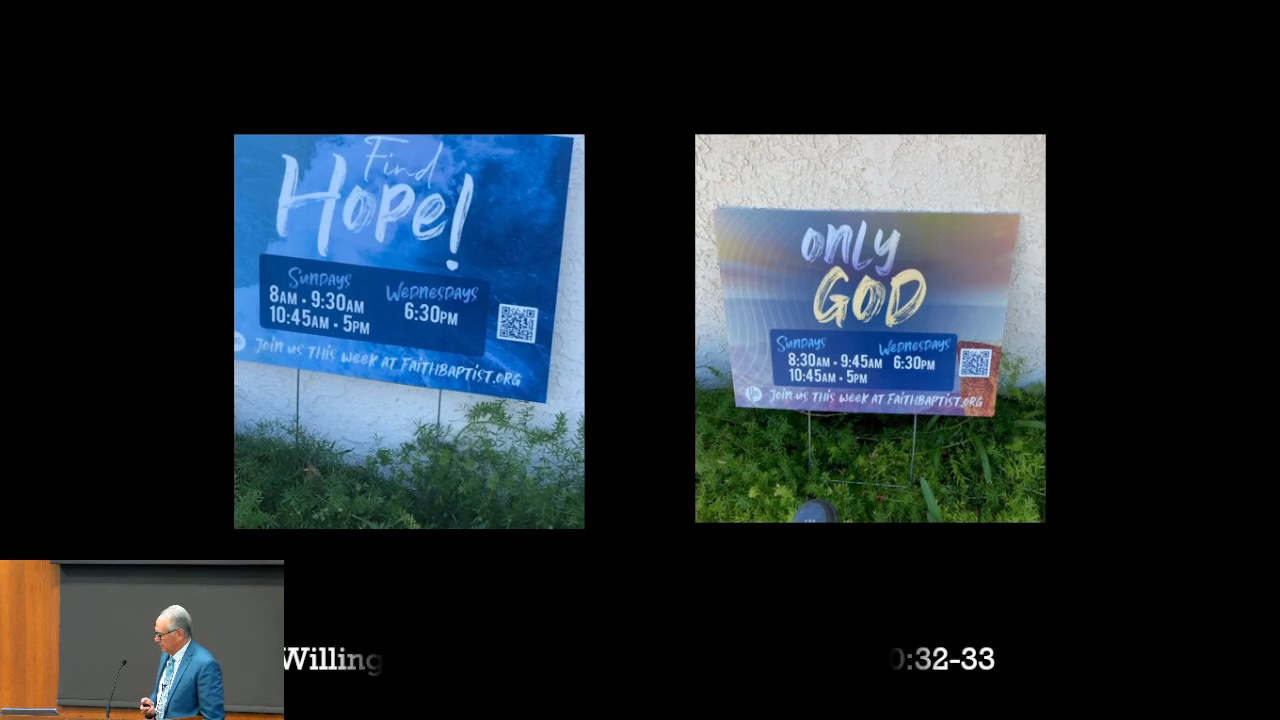 Find
Hope!
Sundays
8AM • 9:30AM
10:45AM • 5PM
Wednesdays
6:30PM
Join us this week at FaithBaptist.org
only
GOD
Sundays
8:30AM • 9:45AM
10:45AM • 5PM
Wednesdays
6:30PM
Join us this week at FaithBaptist.org
Willing
0:32-33